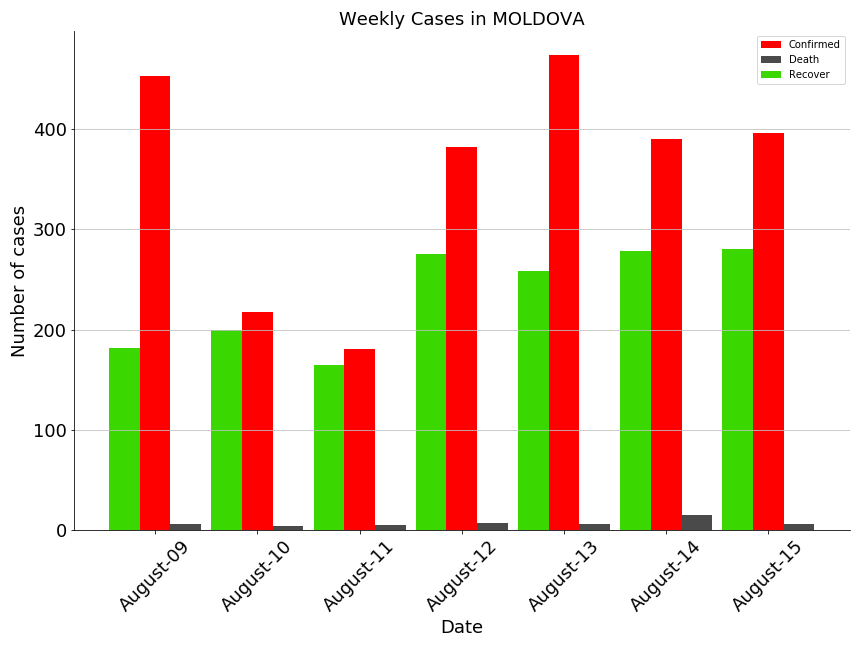 Weekly Cases in MOLDOVA
Confirmed
Death
Recover
Number of cases
400
300
200
100
0
August-09
August-10
August-11
August-12
August-13
August-14
August-15
Date